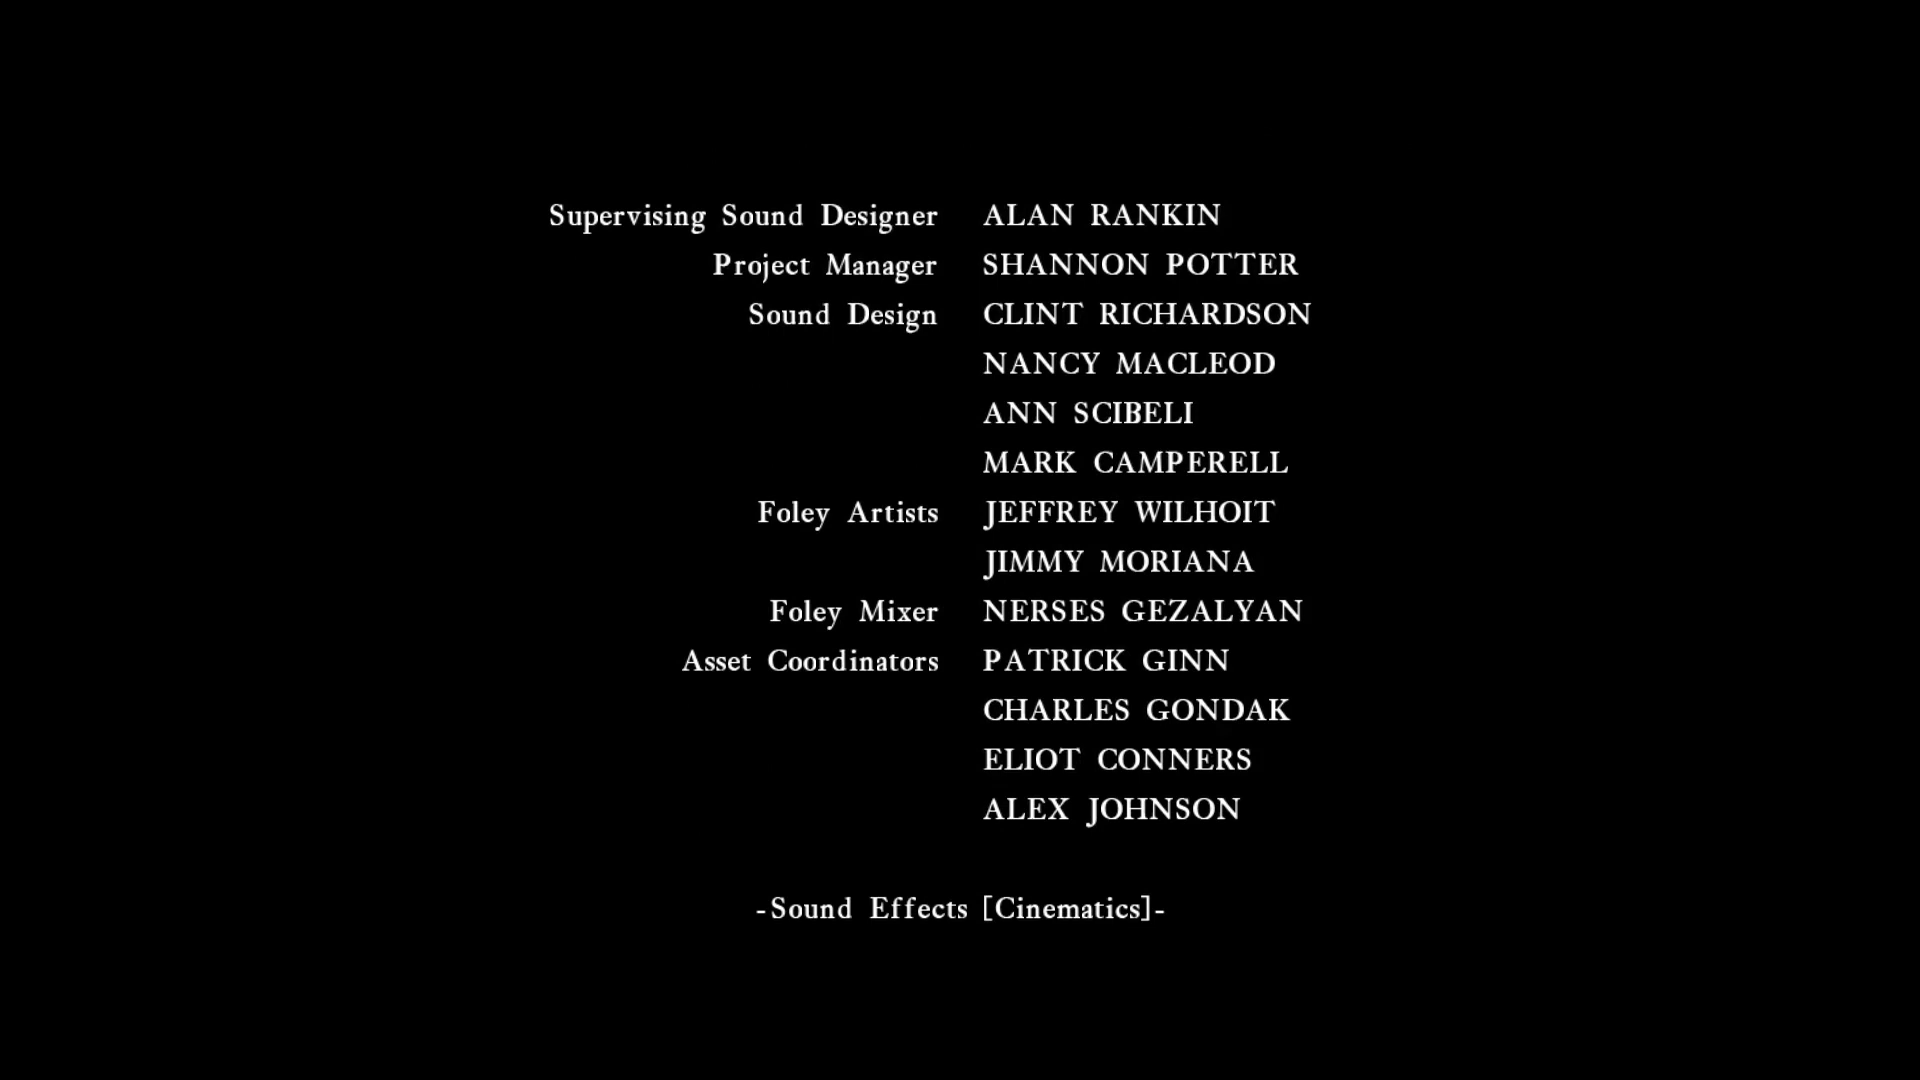 Supervising Sound Designer ALAN RANKIN
Project Manager SHANNON POTTER
Sound Design CLINT RICHARDSON
NANCY MACLEOD
ANN SCIBELI
MARK CAMPERELL
Foley Artists JEFFREY WILHOIT
JIMMY MORIANA
Foley Mixer NERSES GEZALYAN
Asset Coordinators PATRICK GINN
CHARLES GONDAK
ELIOT CONNERS
ALEX JOHNSON
-Sound Effects [Cinematics]-